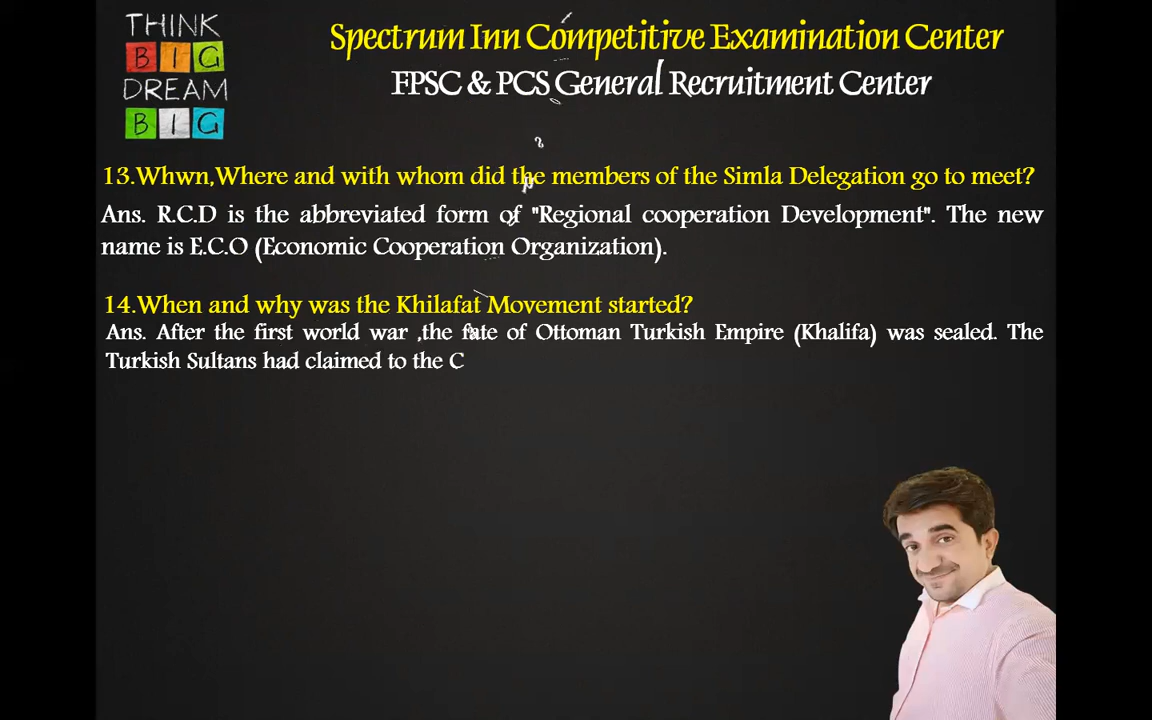 THINK
BIG
DREAM
BIG
Spectrum Inn Competitive Examination Center
FPSC & PCS General Recruitment Center
13.Whwn,Where and with whom did the members of the Simla Delegation go to meet?
Ans. R.C.D is the abbreviated form of "Regional cooperation Development". The new
name is E.C.O (Economic Cooperation Organization).
14.When and why was the Khilafat Movement started?
Ans. After the first world war ,the fate of Ottoman Turkish Empire (Khalifa) was sealed. The
Turkish Sultans had claimed to the C